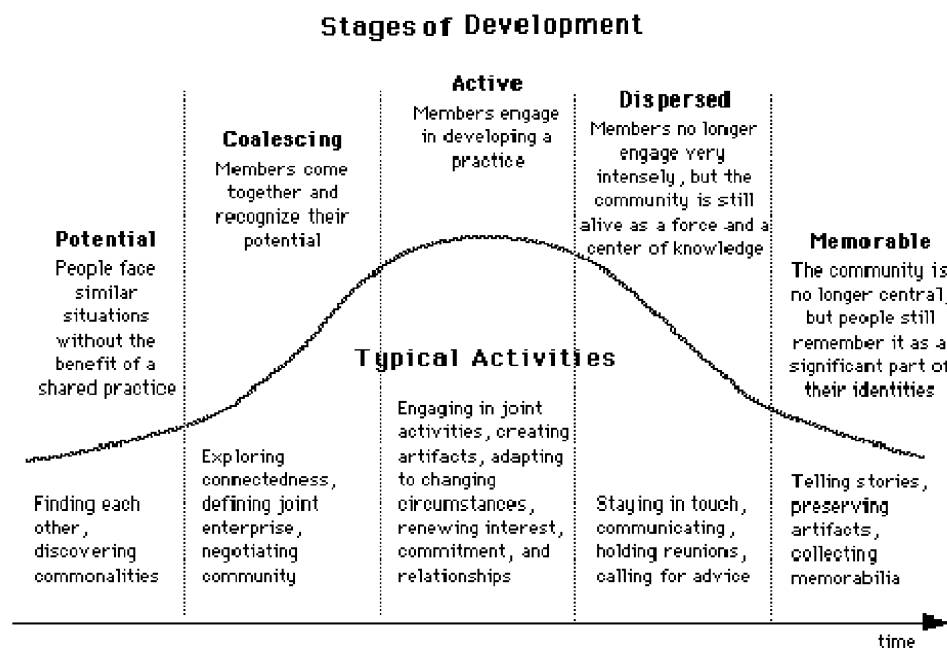 Stages of Development
Potential
People face
similar
situations
without the
benefit of a
shared practice
Coalescing
Members come
together and
recognize their
potential
Active
Members engage
in developing a
practice
Dispersed
Members no longer
engage very
intensely, but the
community is still
alive as a force and a
center of knowledge
Memorable
The community is
no longer central,
but people still
remember it as a
significant part of
their identities
Typical Activities
Finding each
other,
discovering
commonalities
Exploring
connectedness,
defining joint
enterprise,
negotiating
community
Engaging in joint
activities, creating
artifacts, adapting
to changing
circumstances,
renewing interest,
commitment, and
relationships
Staying in touch,
communicating,
holding reunions,
calling for advice
Telling stories,
preserving
artifacts,
collecting
memorabilia
time